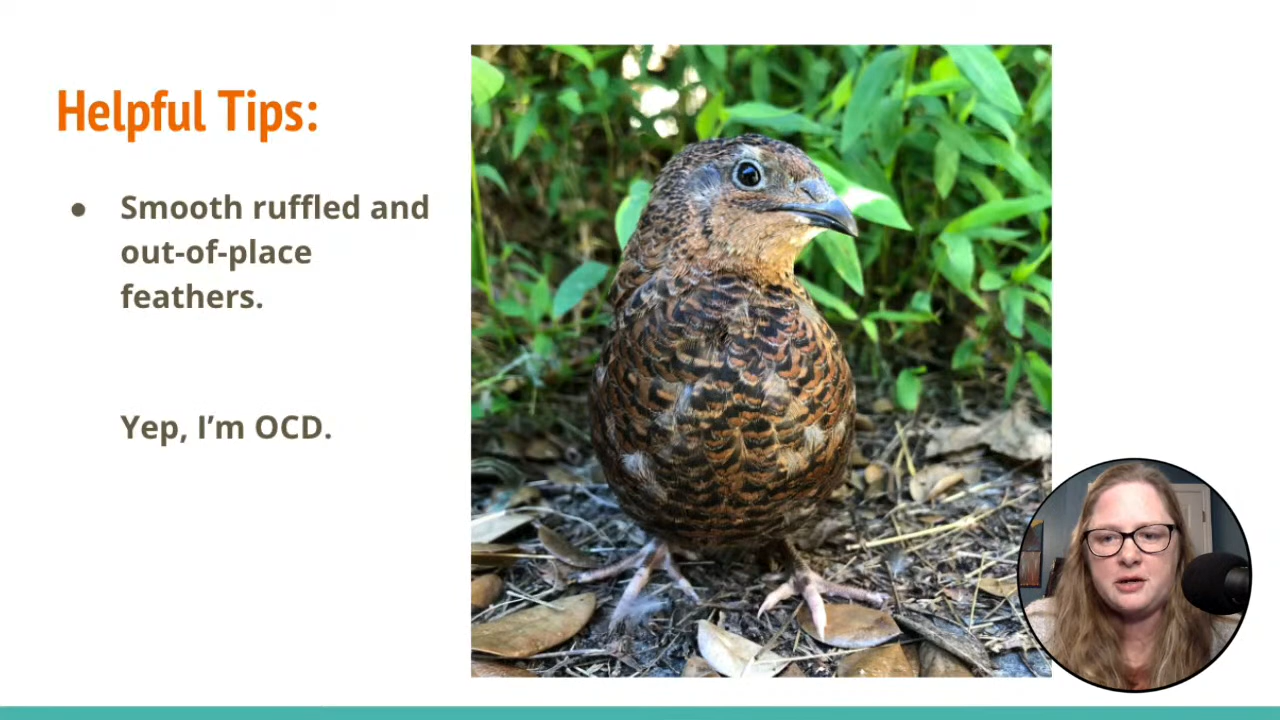 Helpful Tips:
Smooth ruffled and
out-of-place
feathers.
Yep, I’m OCD.